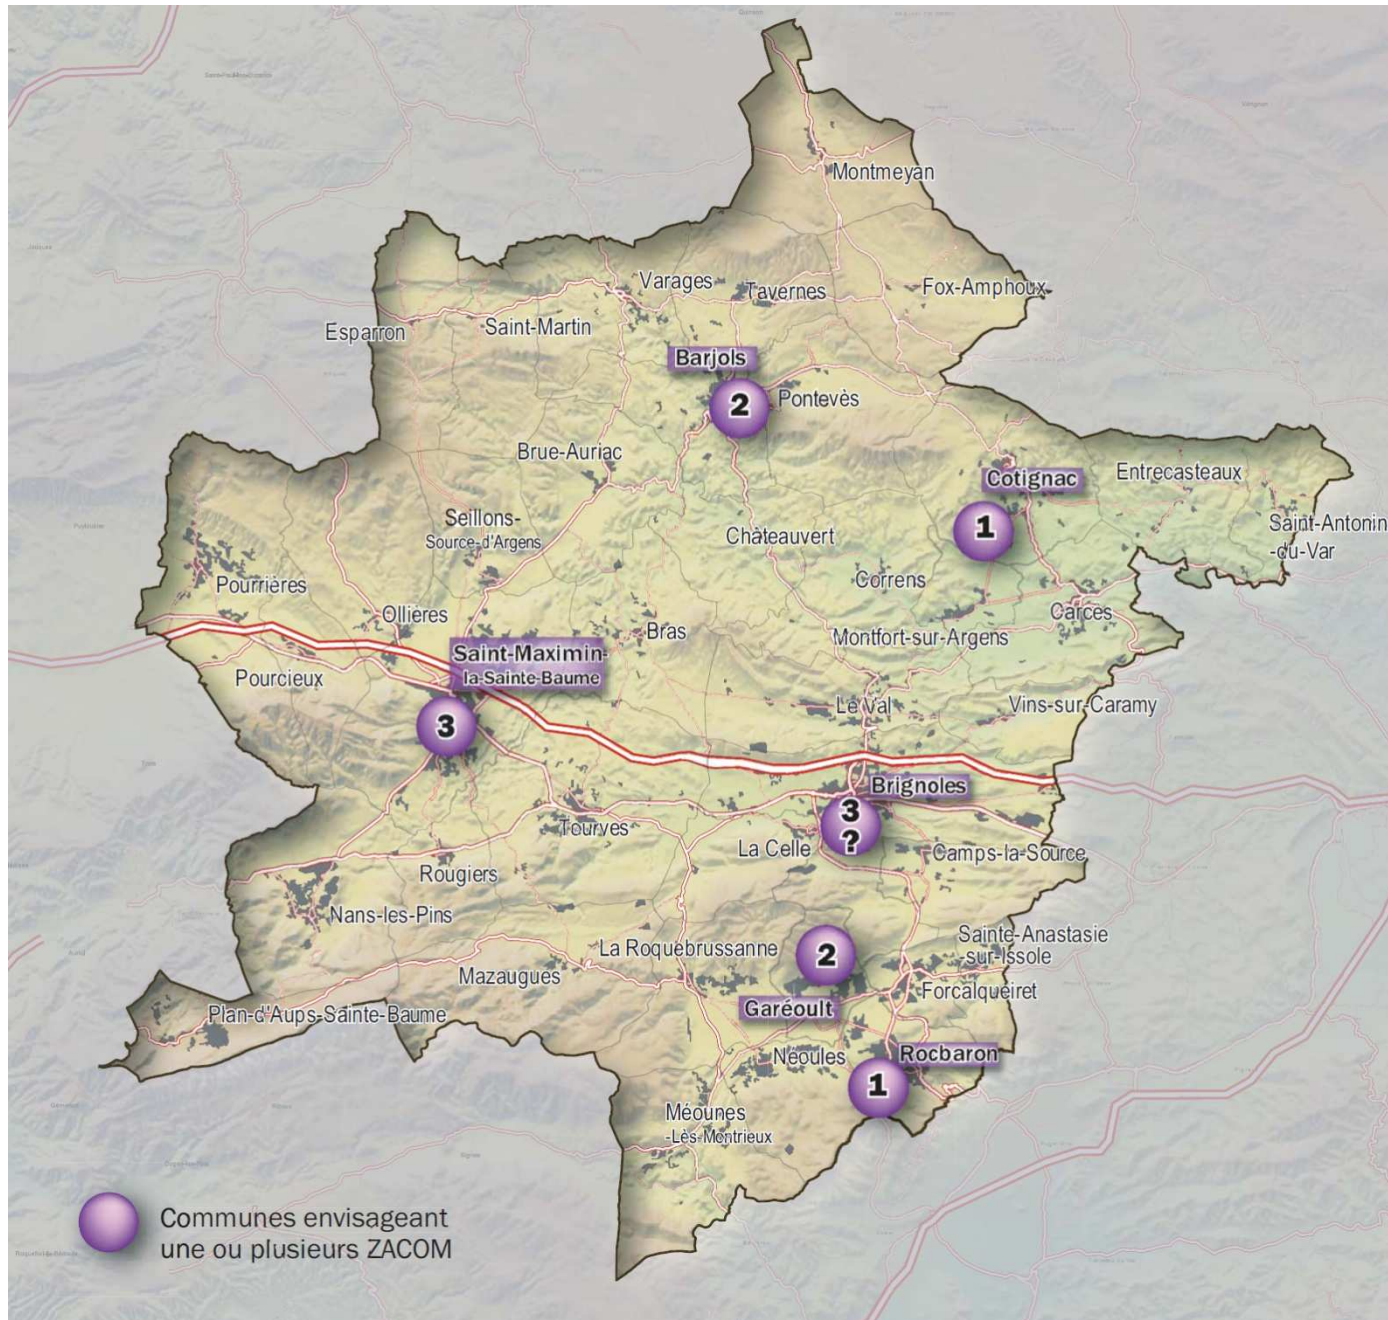 Montmeyan
Varages
Tavernes
Fox-Amphoux
Esparron
Saint-Martin
Barjols
2
Pontevès
Brue-Auriac
Cotignac
Entrecasteaux
1
Seillons-
Source-d'Argens
Châteauvert
Saint-Antonin
-du-Var
Pourrières
Correns
Ollières
Bras
Montfort-sur-Argens
Carcès
Saint-Maximin-
la-Sainte-Baume
Pourcieux
3
Le Val
Vins-sur-Caramy
Brignoles
3
?
Tourves
La Celle
Camps-la-Source
Rougiers
Nans-les-Pins
La Roquebrussanne
2
Sainte-Anastasie
-sur-Issole
Mazaugues
Forcalqueiret
Garéoult
Plan-d'Aups-Sainte-Baume
Néoules
Rocbaron
1
Méounes
-Lès-Montrieux
Communes envisageant
une ou plusieurs ZACOM